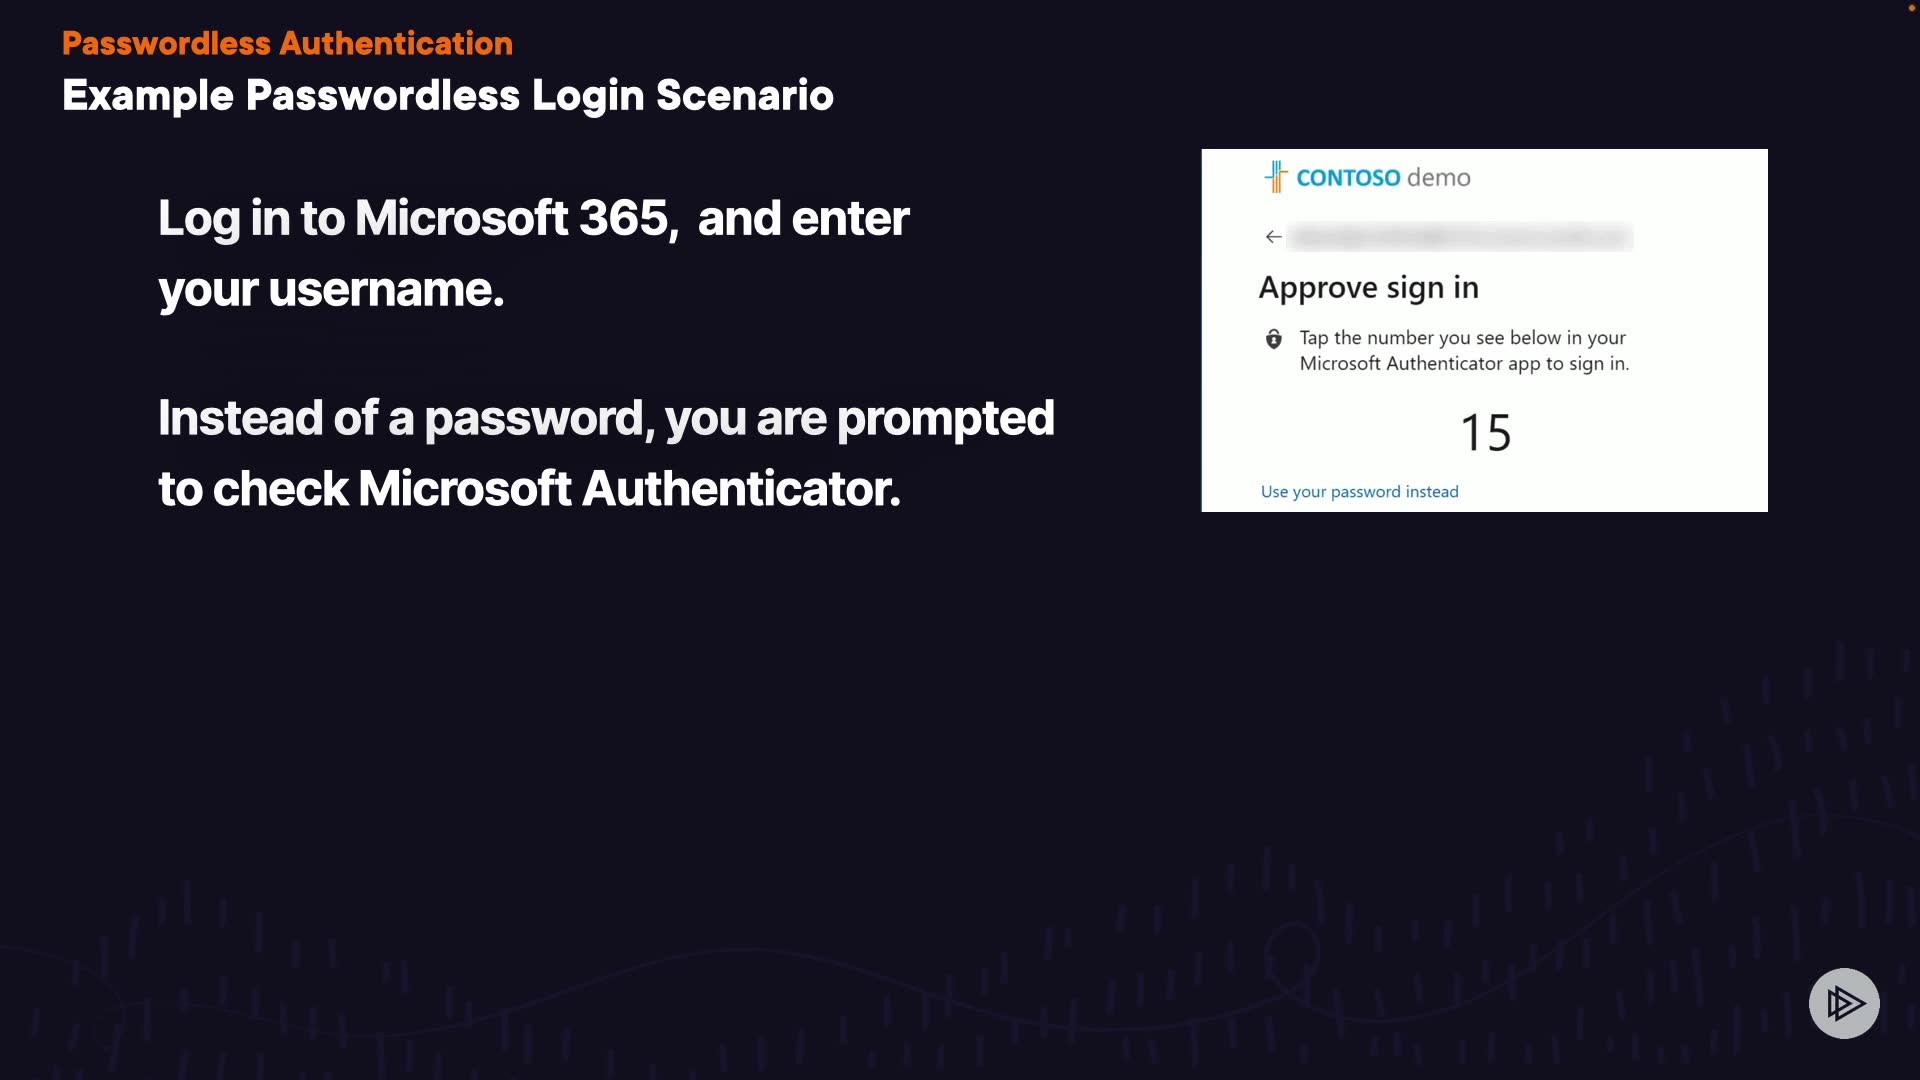 Passwordless Authentication
Example Passwordless Login Scenario
Log in to Microsoft 365,  and enter
your username.
Instead of a password, you are prompted
to check Microsoft Authenticator.
CONTOSO demo
Approve sign in
Tap the number you see below in your
Microsoft Authenticator app to sign in.
15
Use your password instead